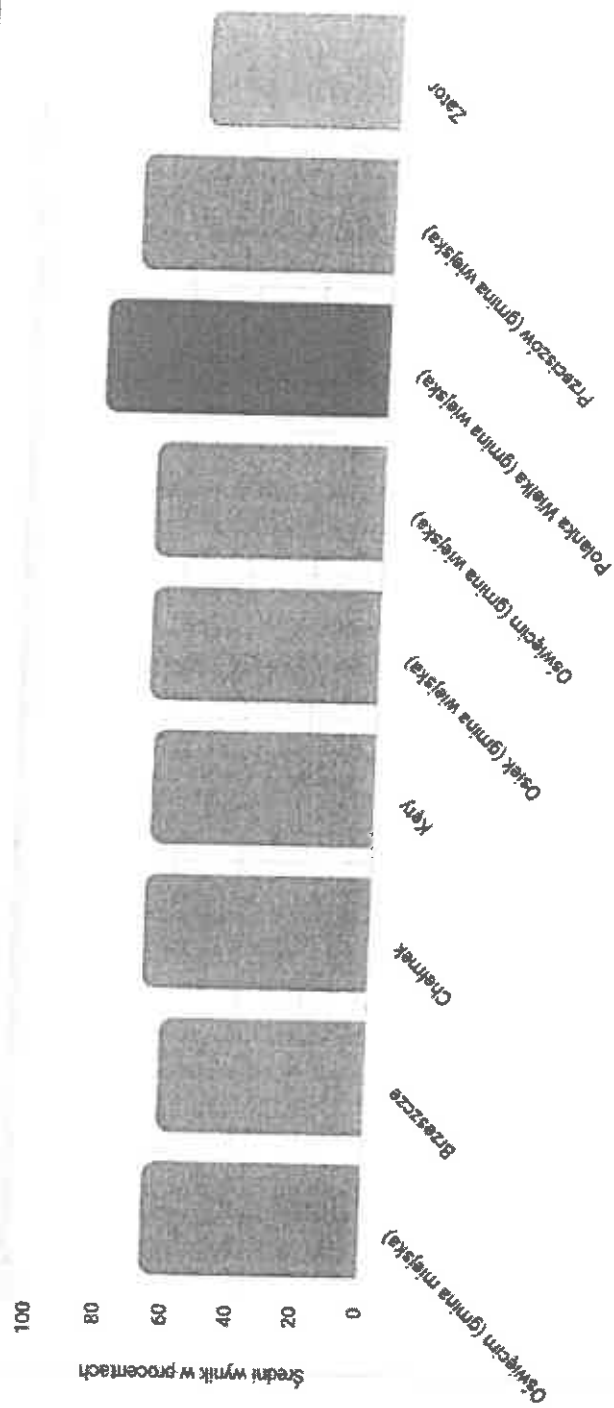 Średni wynik w procentach
100
80
60
40
20
0
Oświęcim (gmina miejska)
Brzeszcze
Chełmek
Kęty
Osiek (gmina wiejska)
Oświęcim (gmina wiejska)
Polanka Wielka (gmina wiejska)
Przeciszów (gmina wiejska)
Zator